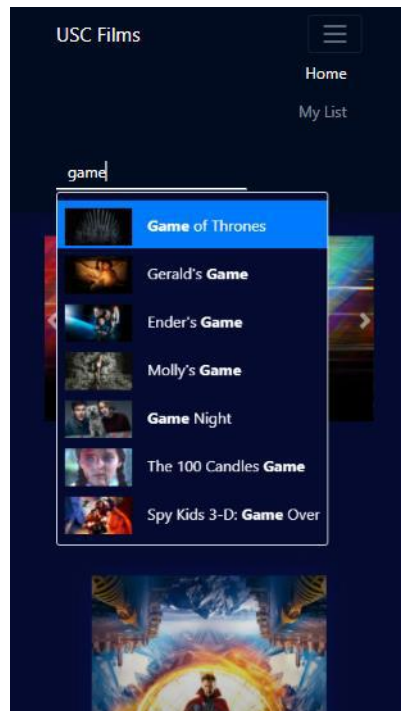 USC Films
Home
My List
game
Game of Thrones
Gerald's Game
Ender's Game
Molly's Game
Game Night
The 100 Candles Game
Spy Kids 3-D: Game Over